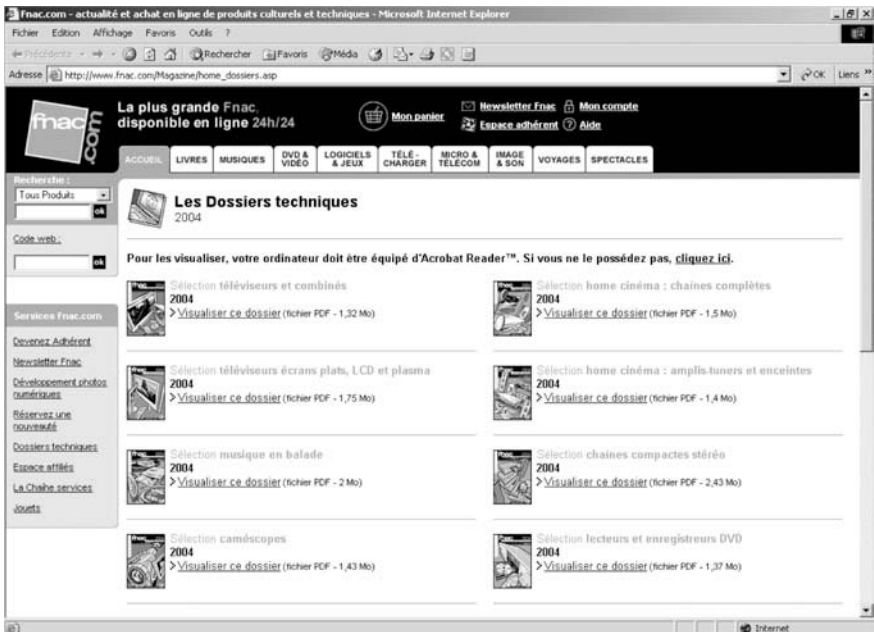 Fnac.com - actualité et achat en ligne de produits culturels et techniques - Microsoft Internet Explorer
Fichier Edition Affichage Favoris Outils ?
Précédente Rechercher Favoris Média
Adresse http://www.fnac.com/Magazine/home_dossiers.asp OK Liens »
fnac.com
La plus grande Fnac,
disponible en ligne 24h/24
Mon panier
Newsletter Fnac Mon compte
Espace adhérent ? Aide
ACCUEIL LIVRES MUSIQUES DVD & VIDÉO LOGICIELS & JEUX TÉLÉ-CHARGER MICRO & TÉLÉCOM IMAGE & SON VOYAGES SPECTACLES
Recherche :
Tous Produits
ok
Code web :
ok
Services Fnac.com
Devenez Adhérent
Newsletter Fnac
Développement photos
numériques
Réservez une
nouveauté
Dossiers techniques
Espace affiliés
La Chaîne services
Jouets
Les Dossiers techniques
2004
Pour les visualiser, votre ordinateur doit être équipé d'Acrobat Reader™. Si vous ne le possédez pas, cliquez ici.
Sélection téléviseurs et combinés
2004
> Visualiser ce dossier (fichier PDF - 1,32 Mo)
Sélection home cinéma : chaines complètes
2004
> Visualiser ce dossier (fichier PDF - 1,5 Mo)
Sélection téléviseurs écrans plats, LCD et plasma
2004
> Visualiser ce dossier (fichier PDF - 1,75 Mo)
Sélection home cinéma : amplis-tuners et enceintes
2004
> Visualiser ce dossier (fichier PDF - 1,4 Mo)
Sélection musique en balade
2004
> Visualiser ce dossier (fichier PDF - 2 Mo)
Sélection chaines compactes stéréo
2004
> Visualiser ce dossier (fichier PDF - 2,43 Mo)
Sélection caméscopes
2004
> Visualiser ce dossier (fichier PDF - 1,43 Mo)
Sélection lecteurs et enregistreurs DVD
2004
> Visualiser ce dossier (fichier PDF - 1,37 Mo)
Internet